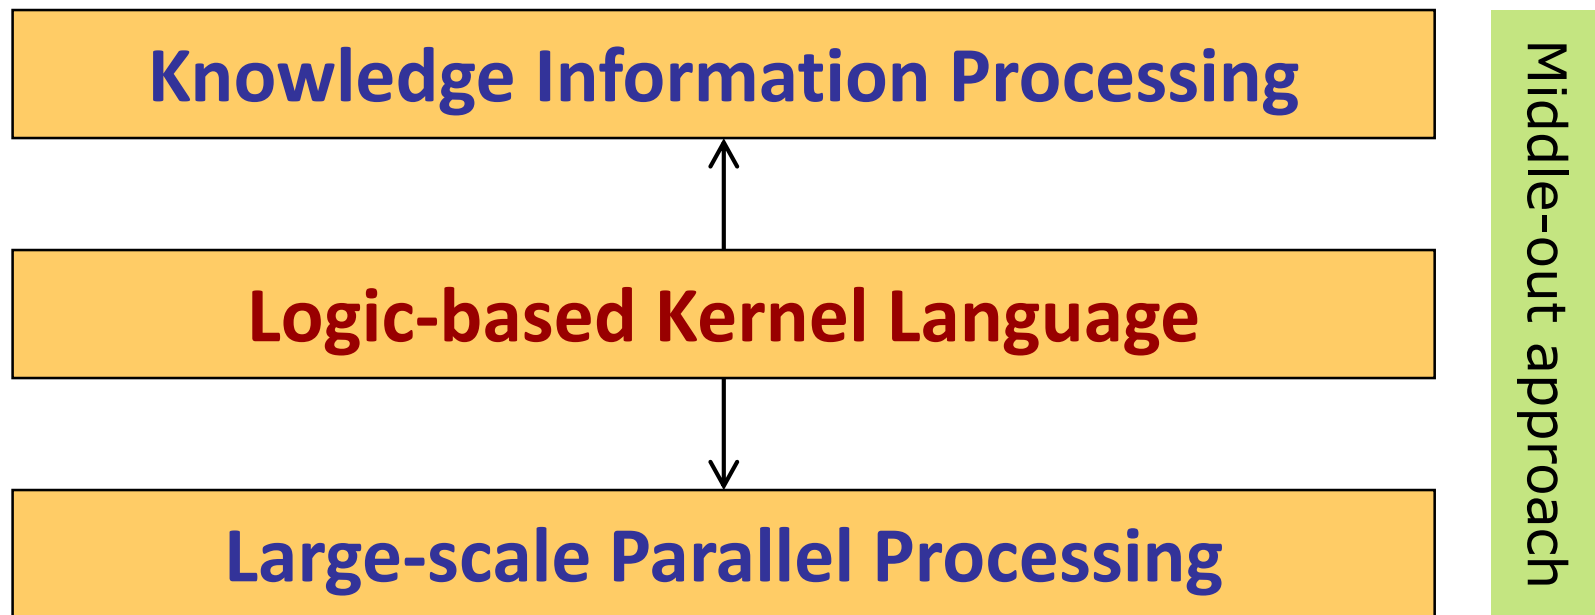 Knowledge Information Processing
Logic-based Kernel Language
Large-scale Parallel Processing
Middle-out approach